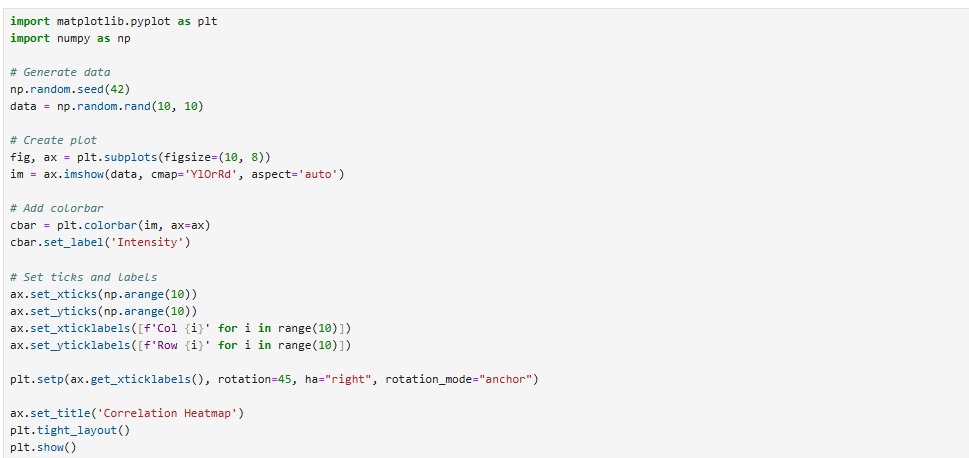 import matplotlib.pyplot as plt
import numpy as np
# Generate data
np.random.seed(42)
data = np.random.rand(10, 10)
# Create plot
fig, ax = plt.subplots(figsize=(10, 8))
im = ax.imshow(data, cmap='YlOrRd', aspect='auto')
# Add colorbar
cbar = plt.colorbar(im, ax=ax)
cbar.set_label('Intensity')
# Set ticks and labels
ax.set_xticks(np.arange(10))
ax.set_yticks(np.arange(10))
ax.set_xticklabels([f'Col {i}' for i in range(10)])
ax.set_yticklabels([f'Row {i}' for i in range(10)])
plt.setp(ax.get_xticklabels(), rotation=45, ha="right", rotation_mode="anchor")
ax.set_title('Correlation Heatmap')
plt.tight_layout()
plt.show()